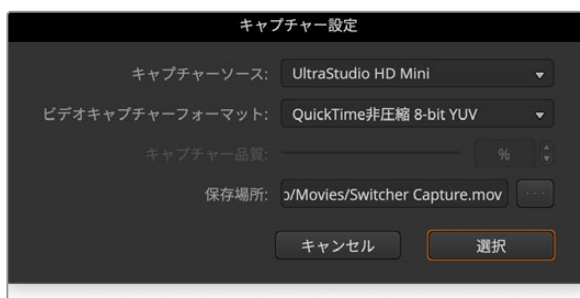 キャプチャー設定
キャプチャーソース: UltraStudio HD Mini
ビデオキャプチャーフォーマット: QuickTime非圧縮 8-bit YUV
キャプチャー品質: %
保存場所: o/Movies/Switcher Capture.mov ...
キャンセル 選択